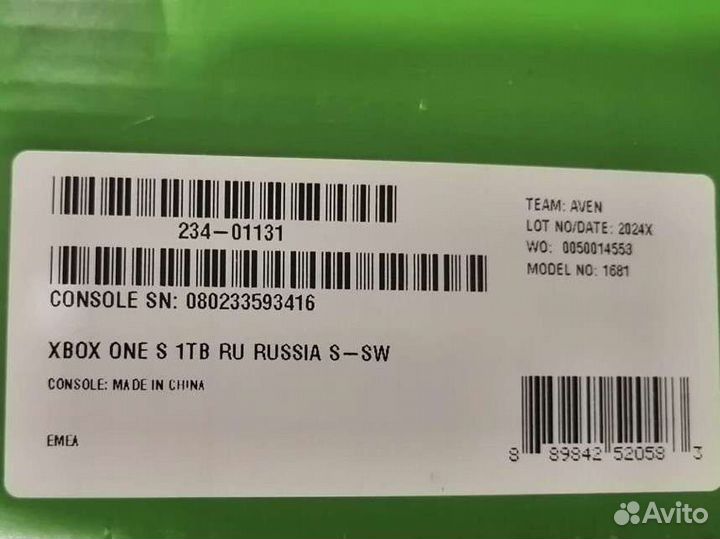 234-01131
CONSOLE SN: 080233593416
XBOX ONE S 1TB RU RUSSIA S-SW
CONSOLE: MADE IN CHINA
EMEA
TEAM: AVEN
LOT NO/DATE: 2024X
WO: 0050014553
MODEL NO: 1681
8 89842 52058 3
Avito